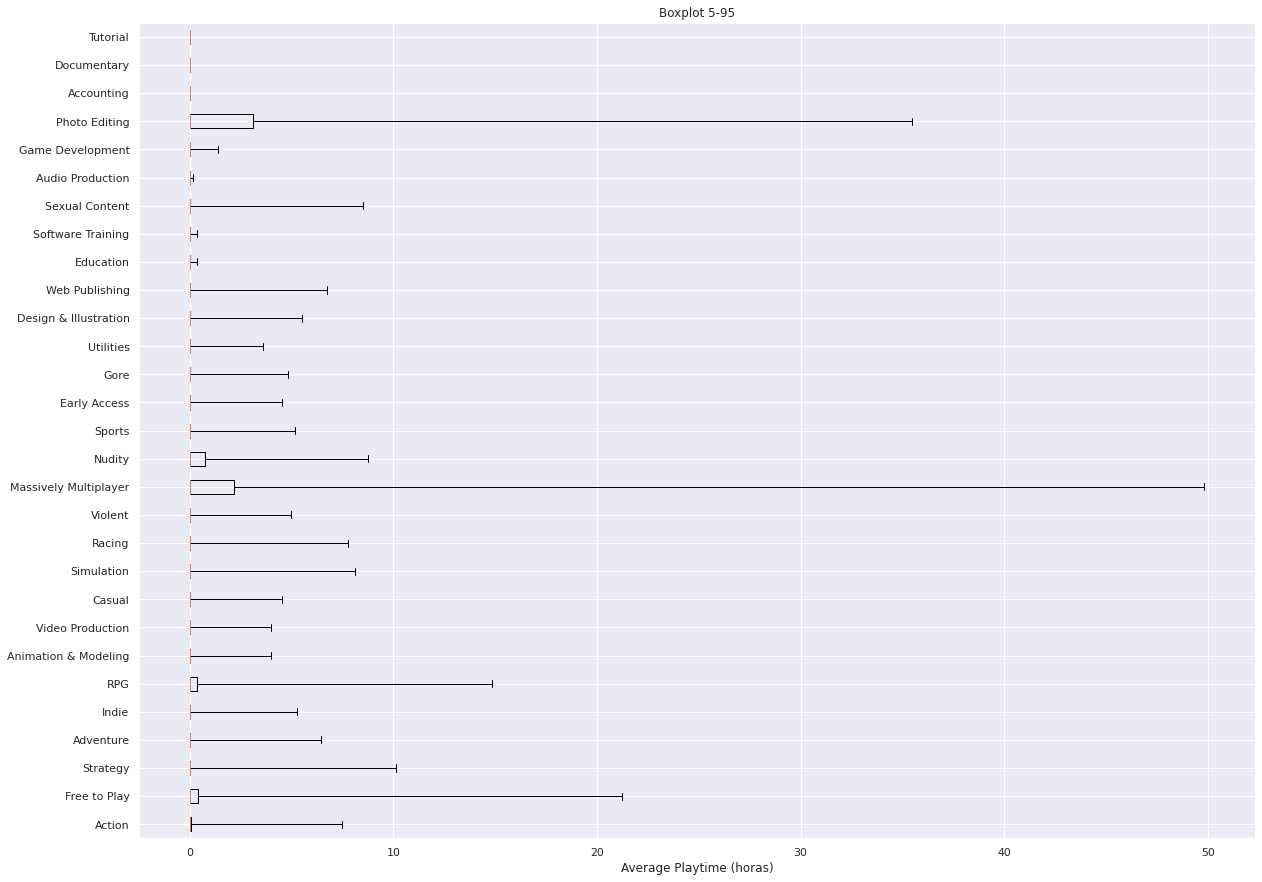 Boxplot 5-95
Tutorial
Documentary
Accounting
Photo Editing
Game Development
Audio Production
Sexual Content
Software Training
Education
Web Publishing
Design & Illustration
Utilities
Gore
Early Access
Sports
Nudity
Massively Multiplayer
Violent
Racing
Simulation
Casual
Video Production
Animation & Modeling
RPG
Indie
Adventure
Strategy
Free to Play
Action
0 10 20 30 40 50
Average Playtime (horas)